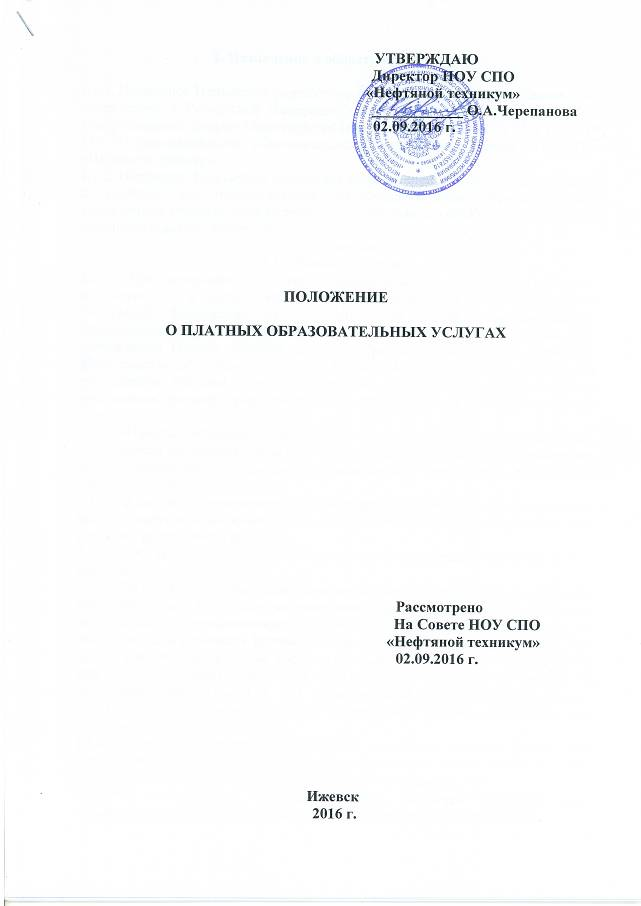 УТВЕРЖДАЮ
Директор НОУ СПО
«Нефтяной техникум»
____________ О.А.Черепанова
02.09.2016 г.
ПОЛОЖЕНИЕ
О ПЛАТНЫХ ОБРАЗОВАТЕЛЬНЫХ УСЛУГАХ
Рассмотрено
На Совете НОУ СПО
«Нефтяной техникум»
02.09.2016 г.
Ижевск
2016 г.